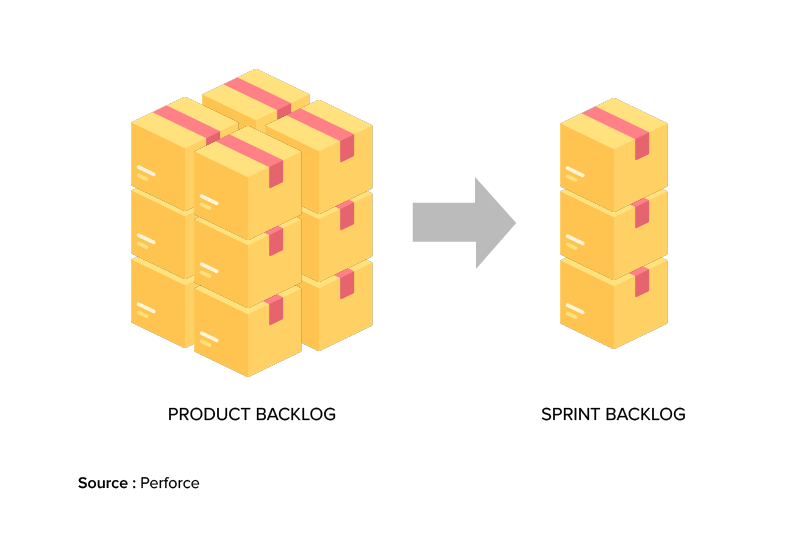 PRODUCT BACKLOG
SPRINT BACKLOG
Source : Perforce